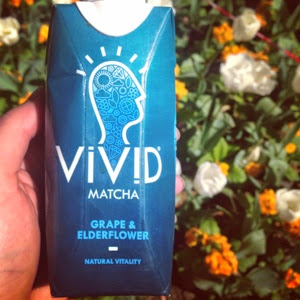 ViViD®
MATCHA
GRAPE &
ELDERFLOWER
NATURAL VITALITY